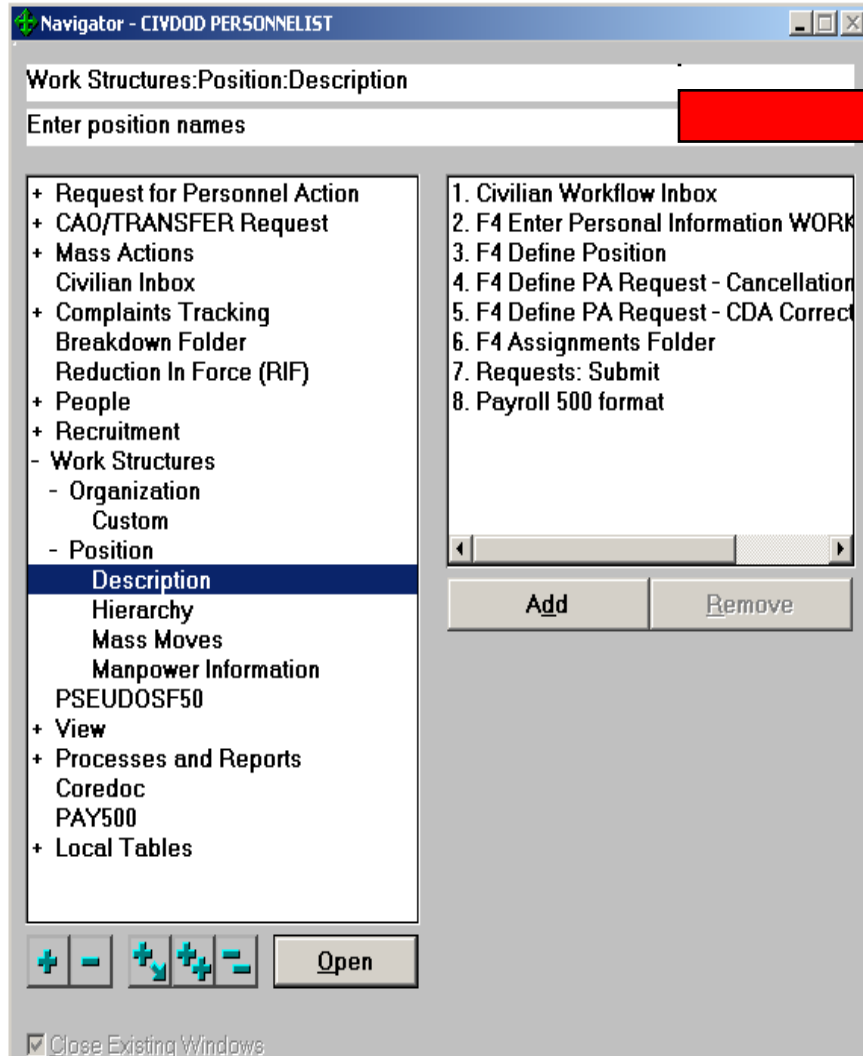 Navigator - CIVDOD PERSONNELIST
Work Structures:Position:Description
Enter position names
+ Request for Personnel Action
+ CAO/TRANSFER Request
+ Mass Actions
Civilian Inbox
+ Complaints Tracking
Breakdown Folder
Reduction In Force (RIF)
+ People
+ Recruitment
- Work Structures
- Organization
Custom
- Position
Description
Hierarchy
Mass Moves
Manpower Information
PSEUDOSF50
+ View
+ Processes and Reports
Coredoc
PAY500
+ Local Tables
1. Civilian Workflow Inbox
2. F4 Enter Personal Information WORK
3. F4 Define Position
4. F4 Define PA Request - Cancellation
5. F4 Define PA Request - CDA Correct
6. F4 Assignments Folder
7. Requests: Submit
8. Payroll 500 format
Add Remove
Open
Close Existing Windows